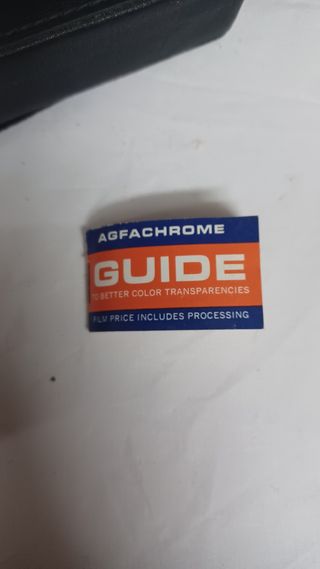 AGFACHROME
GUIDE
TO BETTER COLOR TRANSPARENCIES
FILM PRICE INCLUDES PROCESSING